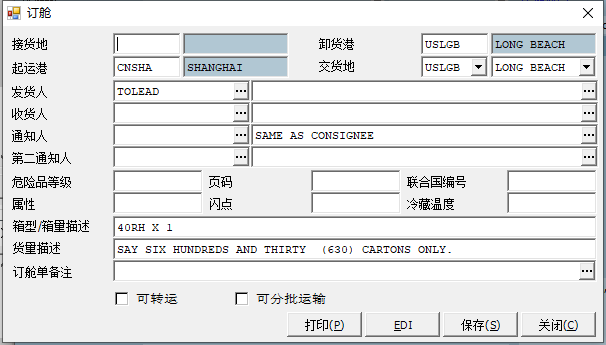 订舱
接货地 卸货港 USLGB LONG BEACH
起运港 CNSHA SHANGHAI 交货地 USLGB LONG BEACH
发货人 TOLEAD ...
...
收货人 ... ...
通知人 ... SAME AS CONSIGNEE ...
第二通知人 ... ...
危险品等级 页码 联合国编号
属性 闪点 冷藏温度
箱型/箱量描述 40RH X 1
货量描述 SAY SIX HUNDREDS AND THIRTY (630) CARTONS ONLY.
订舱单备注 ...
可转运 可分批运输
打印(P) EDI 保存(S) 关闭(C)